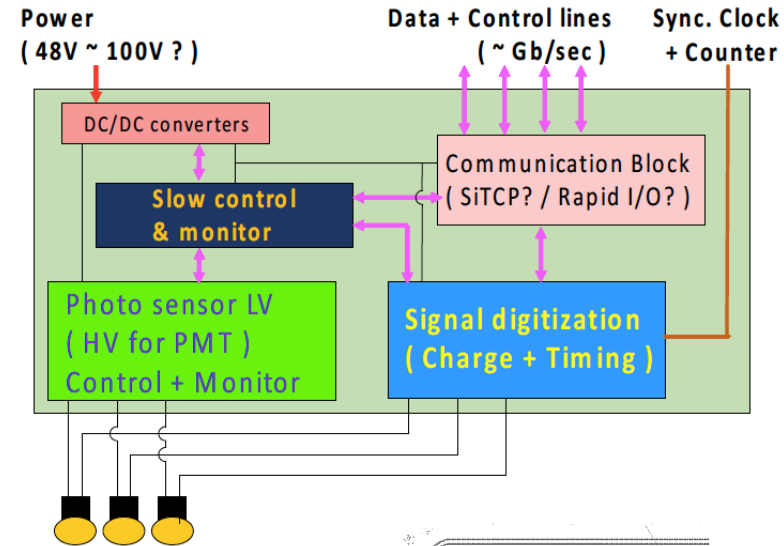 Power
( 48V ~ 100V ? )
Data + Control lines
( ~ Gb/sec )
Sync. Clock
+ Counter
DC/DC converters
Communication Block
( SiTCP? / Rapid I/O? )
Slow control
& monitor
Photo sensor LV
( HV for PMT )
Control + Monitor
Signal digitization
( Charge + Timing )